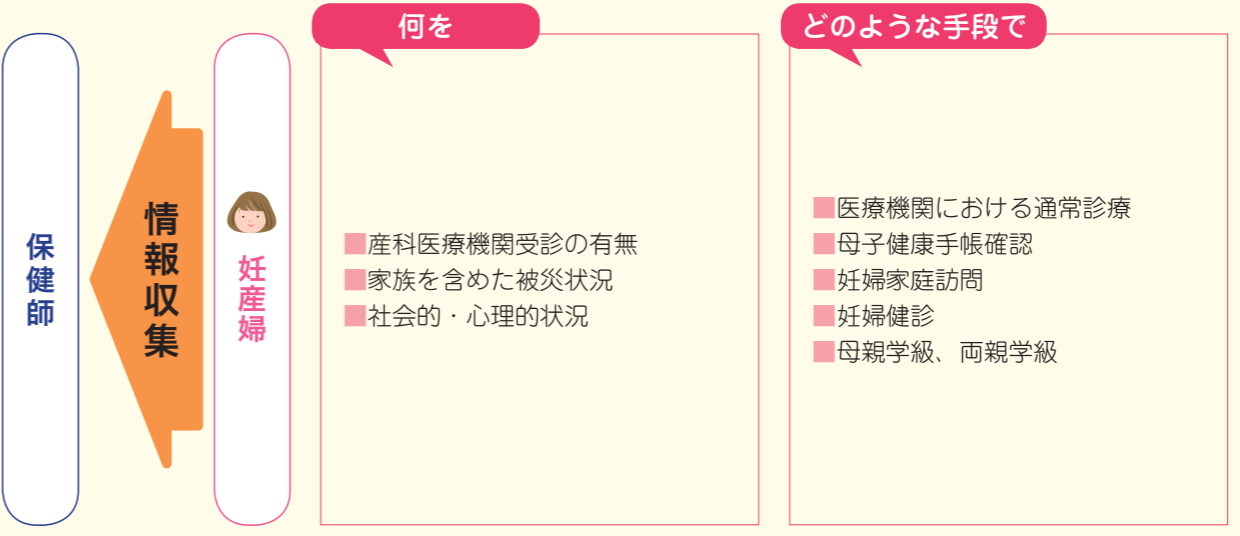 何を
どのような手段で
保健師
情報収集
妊産婦
■産科医療機関受診の有無
■家族を含めた被災状況
■社会的・心理的状況
■医療機関における通常診療
■母子健康手帳確認
■妊婦家庭訪問
■妊婦健診
■母親学級、両親学級